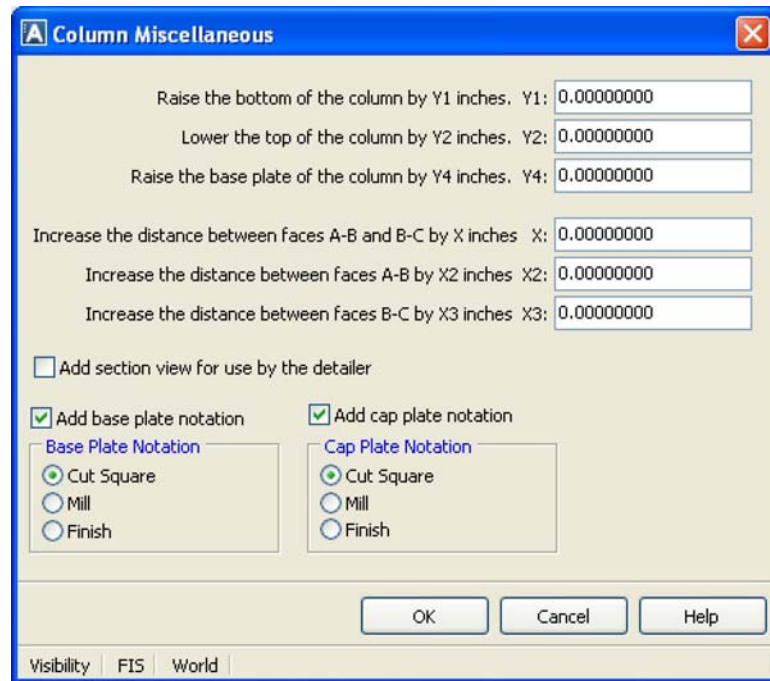 A Column Miscellaneous
Raise the bottom of the column by Y1 inches. Y1: 0.00000000
Lower the top of the column by Y2 inches. Y2: 0.00000000
Raise the base plate of the column by Y4 inches. Y4: 0.00000000
Increase the distance between faces A-B and B-C by X inches X: 0.00000000
Increase the distance between faces A-B by X2 inches X2: 0.00000000
Increase the distance between faces B-C by X3 inches X3: 0.00000000
Add section view for use by the detailer
Add base plate notation Add cap plate notation
Base Plate Notation Cap Plate Notation
Cut Square Cut Square
Mill Mill
Finish Finish
OK Cancel Help
Visibility FIS World